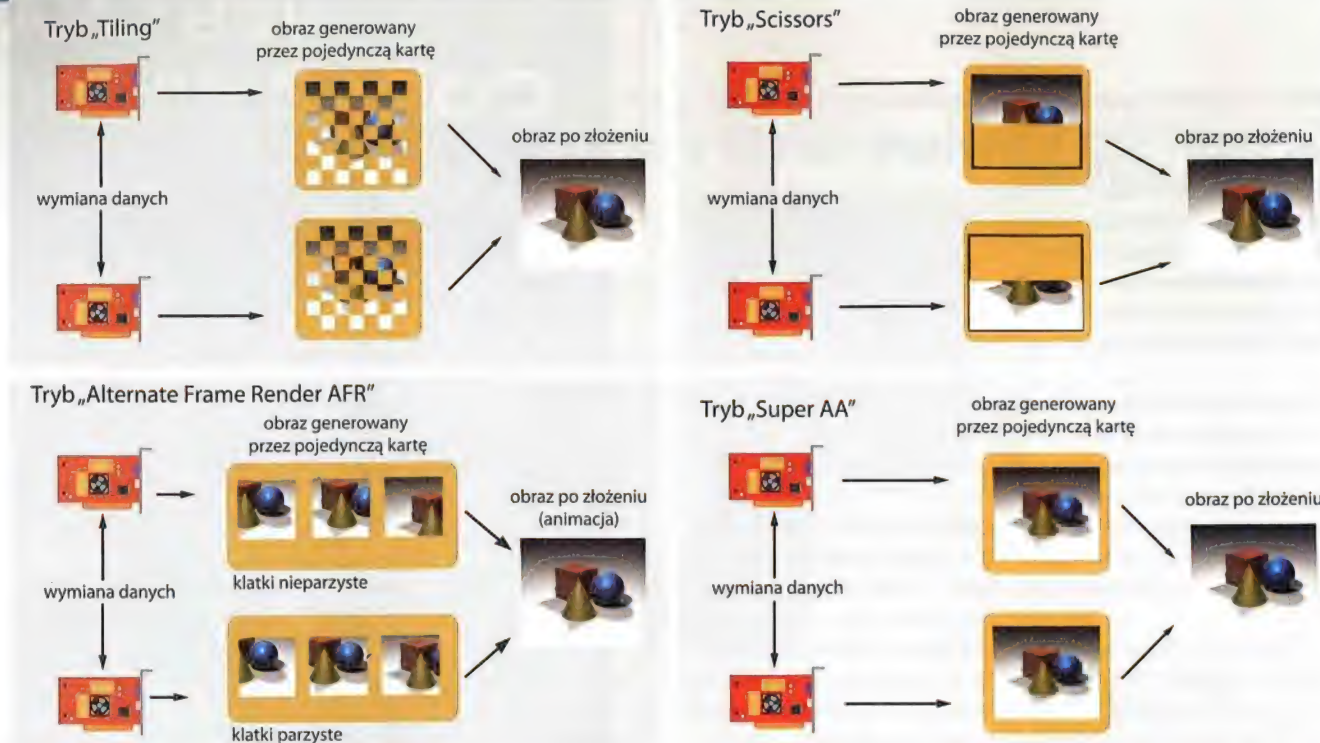 Tryb „Tiling”
obraz generowany
przez pojedynczą kartę
wymiana danych
obraz po złożeniu
Tryb „Scissors”
obraz generowany
przez pojedynczą kartę
wymiana danych
obraz po złożeniu
Tryb „Alternate Frame Render AFR”
obraz generowany
przez pojedynczą kartę
klatki nieparzyste
wymiana danych
klatki parzyste
obraz po złożeniu
(animacja)
Tryb „Super AA”
obraz generowany
przez pojedynczą kartę
wymiana danych
obraz po złożeniu